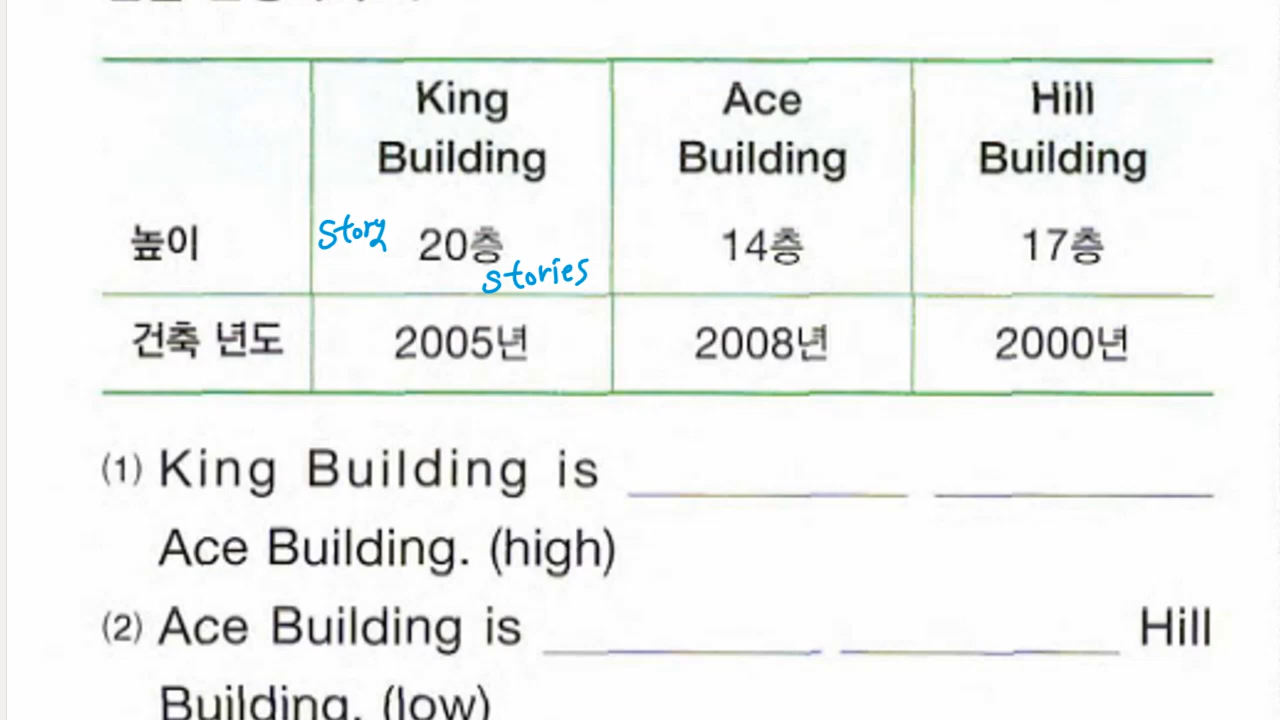 King Ace Hill
Building Building Building
높이 story 20층 14층 17층
stories
건축 년도 2005년 2008년 2000년
(1) King Building is
Ace Building. (high)
(2) Ace Building is Hill
Building. (low)